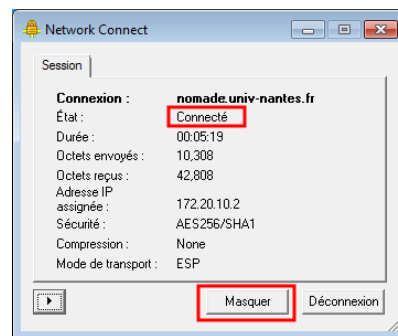 Network Connect
Session
Connexion : nomade.univ-nantes.fr
État : Connecté
Durée : 00:05:19
Octets envoyés : 10,308
Octets reçus : 42,808
Adresse IP
assignée : 172.20.10.2
Sécurité : AES256/SHA1
Compression : None
Mode de transport : ESP
Masquer Déconnexion